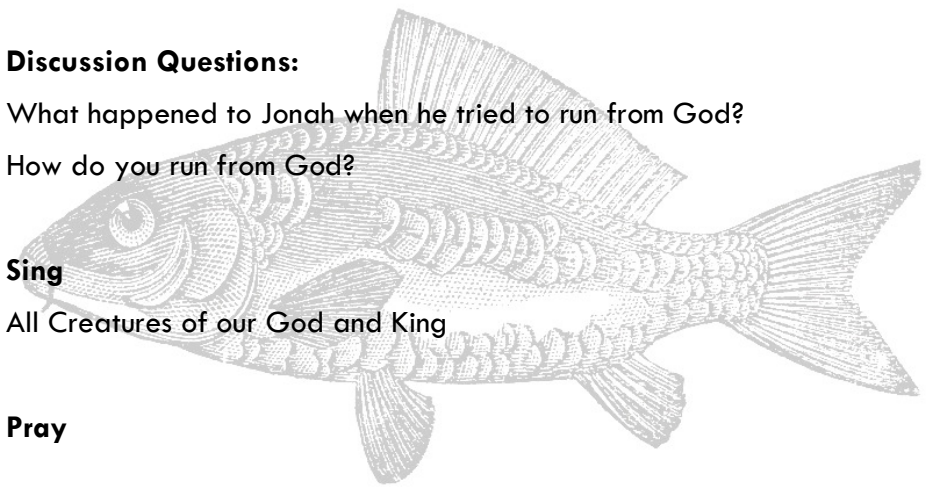 Discussion Questions:
What happened to Jonah when he tried to run from God?
How do you run from God?
Sing
All Creatures of our God and King
Pray